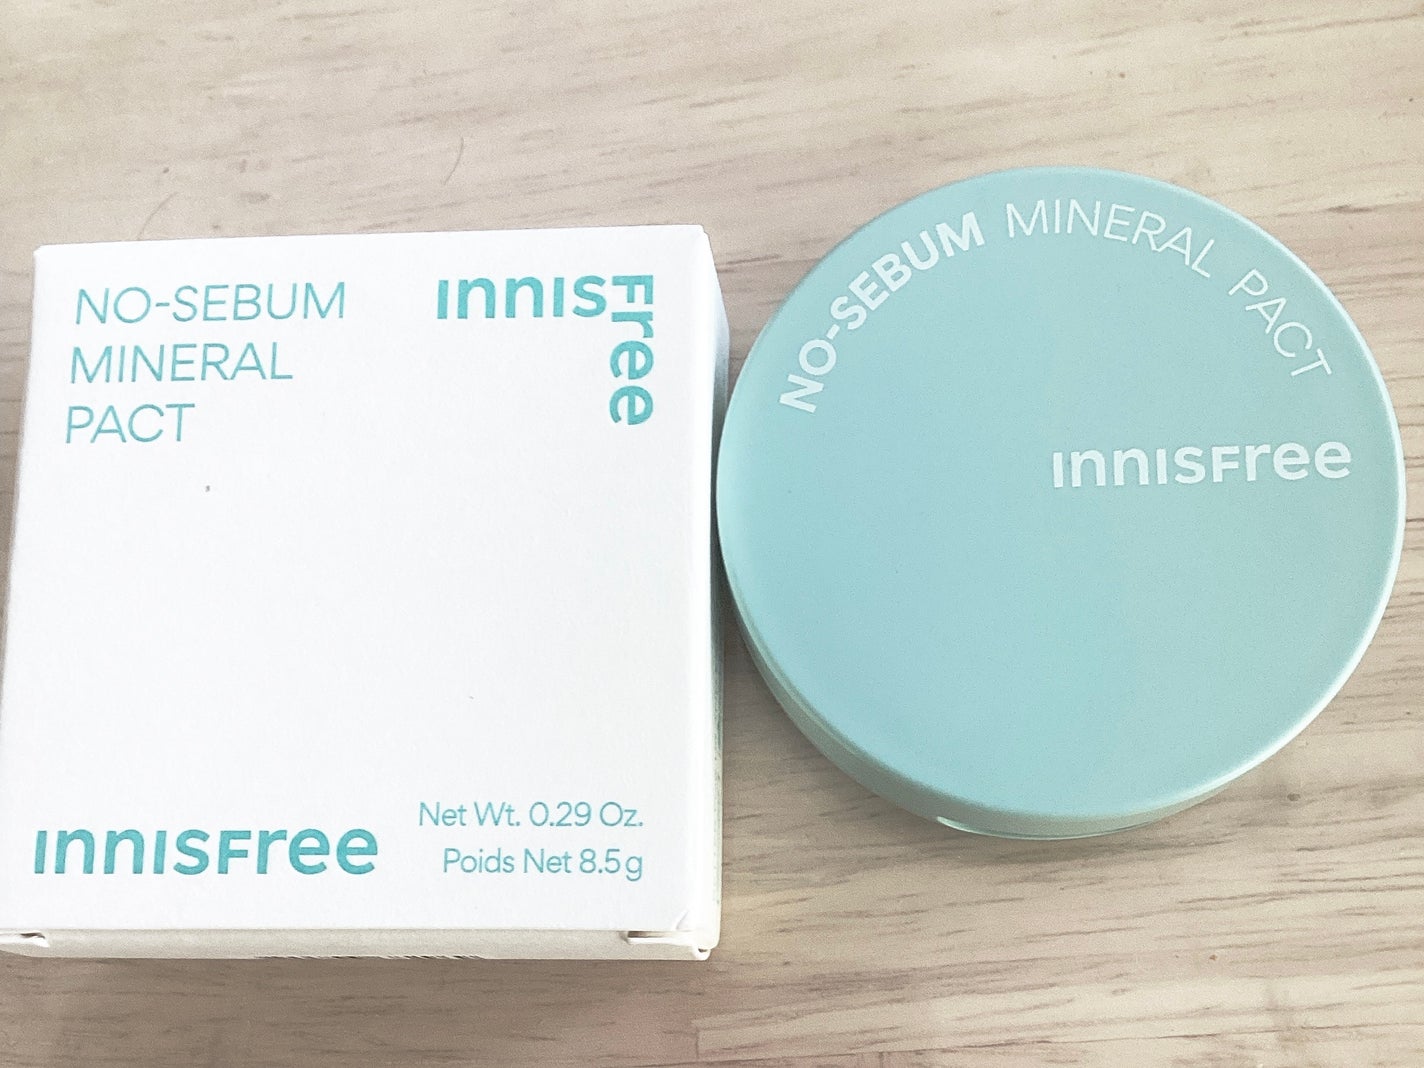 NO-SEBUM
MINERAL
PACT
innisfree
innisfree
Net Wt. 0.29 Oz.
Poids Net 8.5g
NO-SEBUM MINERAL PACT
innisfree